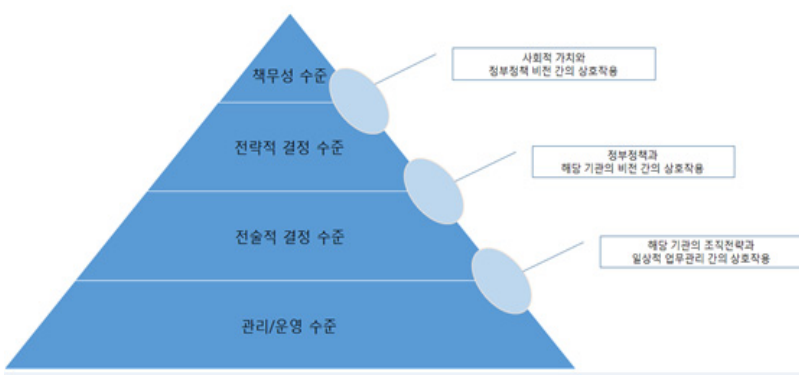 책무성 수준
사회적 가치와
정부정책 비전 간의 상호작용
전략적 결정 수준
정부정책과
해당 기관의 비전 간의 상호작용
전술적 결정 수준
해당 기관의 조직전략과
일상적 업무관리 간의 상호작용
관리/운영 수준